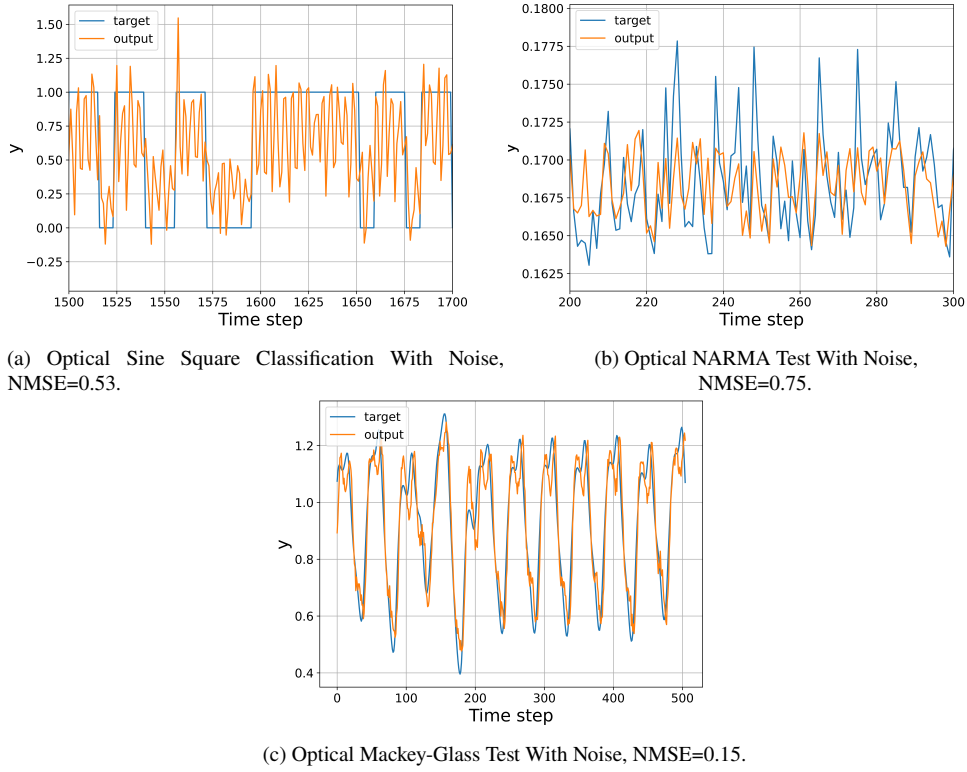 1.50
1.25
1.00
0.75
0.50
0.25
0.00
−0.25
y
target
output
1500 1525 1550 1575 1600 1625 1650 1675 1700
Time step
(a) Optical Sine Square Classification With Noise,
NMSE=0.53.
0.1800
0.1775
0.1750
0.1725
0.1700
0.1675
0.1650
0.1625
y
target
output
200 220 240 260 280 300
Time step
(b) Optical NARMA Test With Noise,
NMSE=0.75.
1.2
1.0
0.8
0.6
0.4
y
target
output
0 100 200 300 400 500
Time step
(c) Optical Mackey-Glass Test With Noise, NMSE=0.15.